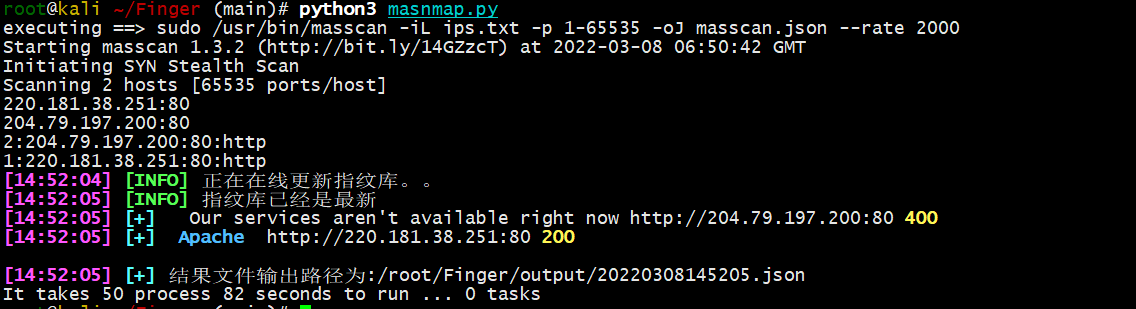 root@kali ~/Finger (main)# python3 masnmap.py
executing ==> sudo /usr/bin/masscan -iL ips.txt -p 1-65535 -oJ masscan.json --rate 2000
Starting masscan 1.3.2 (http://bit.ly/14GZzcT) at 2022-03-08 06:50:42 GMT
Initiating SYN Stealth Scan
Scanning 2 hosts [65535 ports/host]
220.181.38.251:80
204.79.197.200:80
2:204.79.197.200:80:http
1:220.181.38.251:80:http
[14:52:04] [INFO] 正在在线更新指纹库。。
[14:52:05] [INFO] 指纹库已经是最新
[14:52:05] [+] Our services aren't available right now http://204.79.197.200:80 400
[14:52:05] [+] Apache http://220.181.38.251:80 200
[14:52:05] [+] 结果文件输出路径为:/root/Finger/output/20220308145205.json
It takes 50 process 82 seconds to run ... 0 tasks
root@kali ~/Finger (main)#